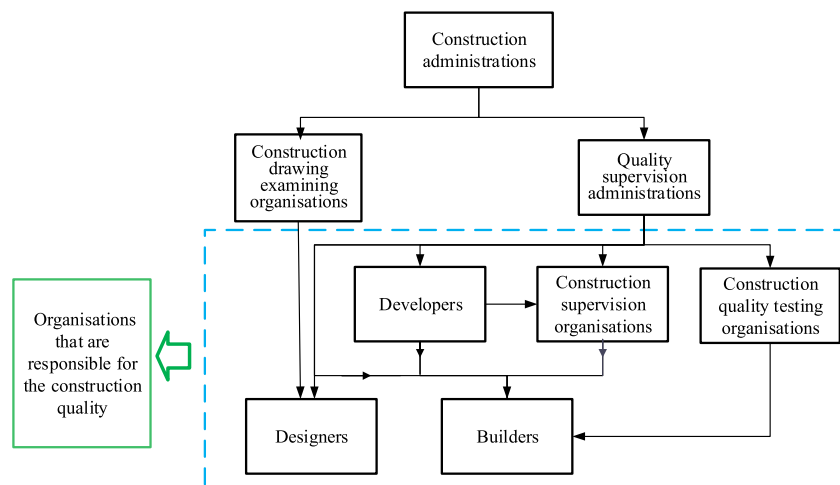 Construction
administrations
Construction
drawing
examining
organisations
Quality
supervision
administrations
Developers
Construction
supervision
organisations
Construction
quality testing
organisations
Organisations
that are
responsible for
the construction
quality
Designers
Builders